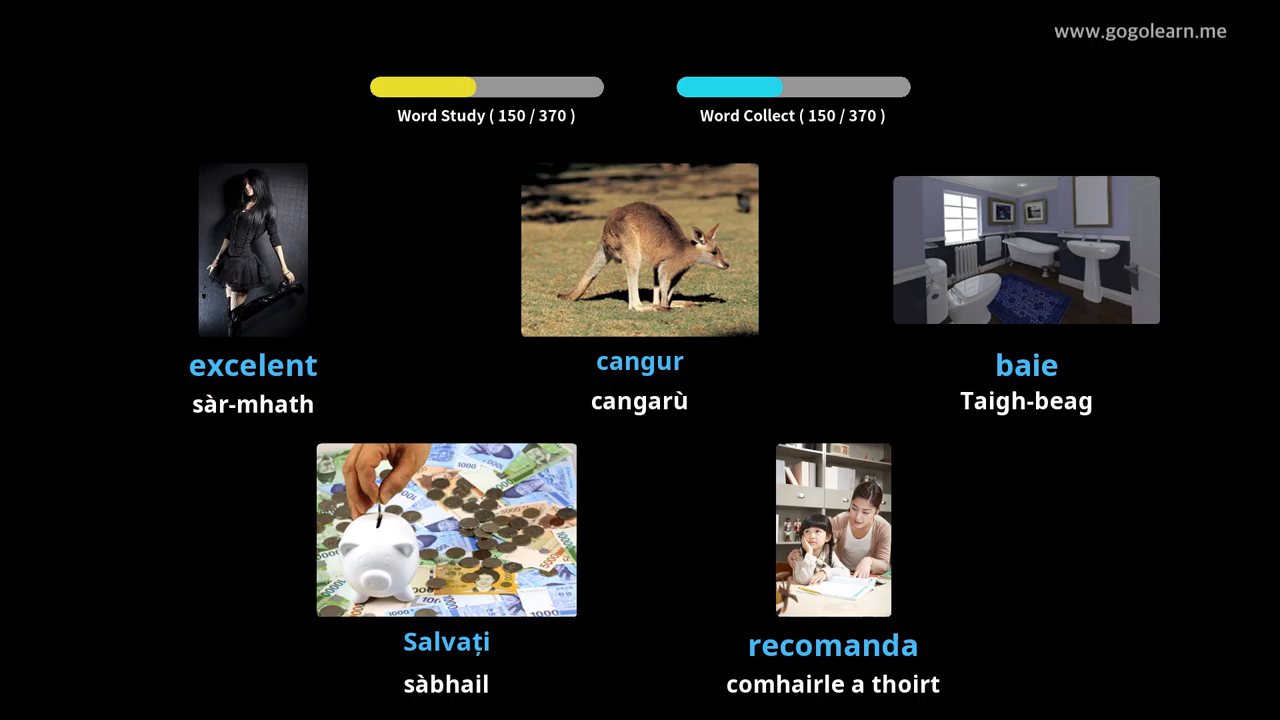 www.gogolearn.me
Word Study ( 150 / 370 )
Word Collect ( 150 / 370 )
excelent
sàr-mhath
cangur
cangarù
baie
Taigh-beag
Salvați
sàbhail
recomanda
comhairle a thoirt